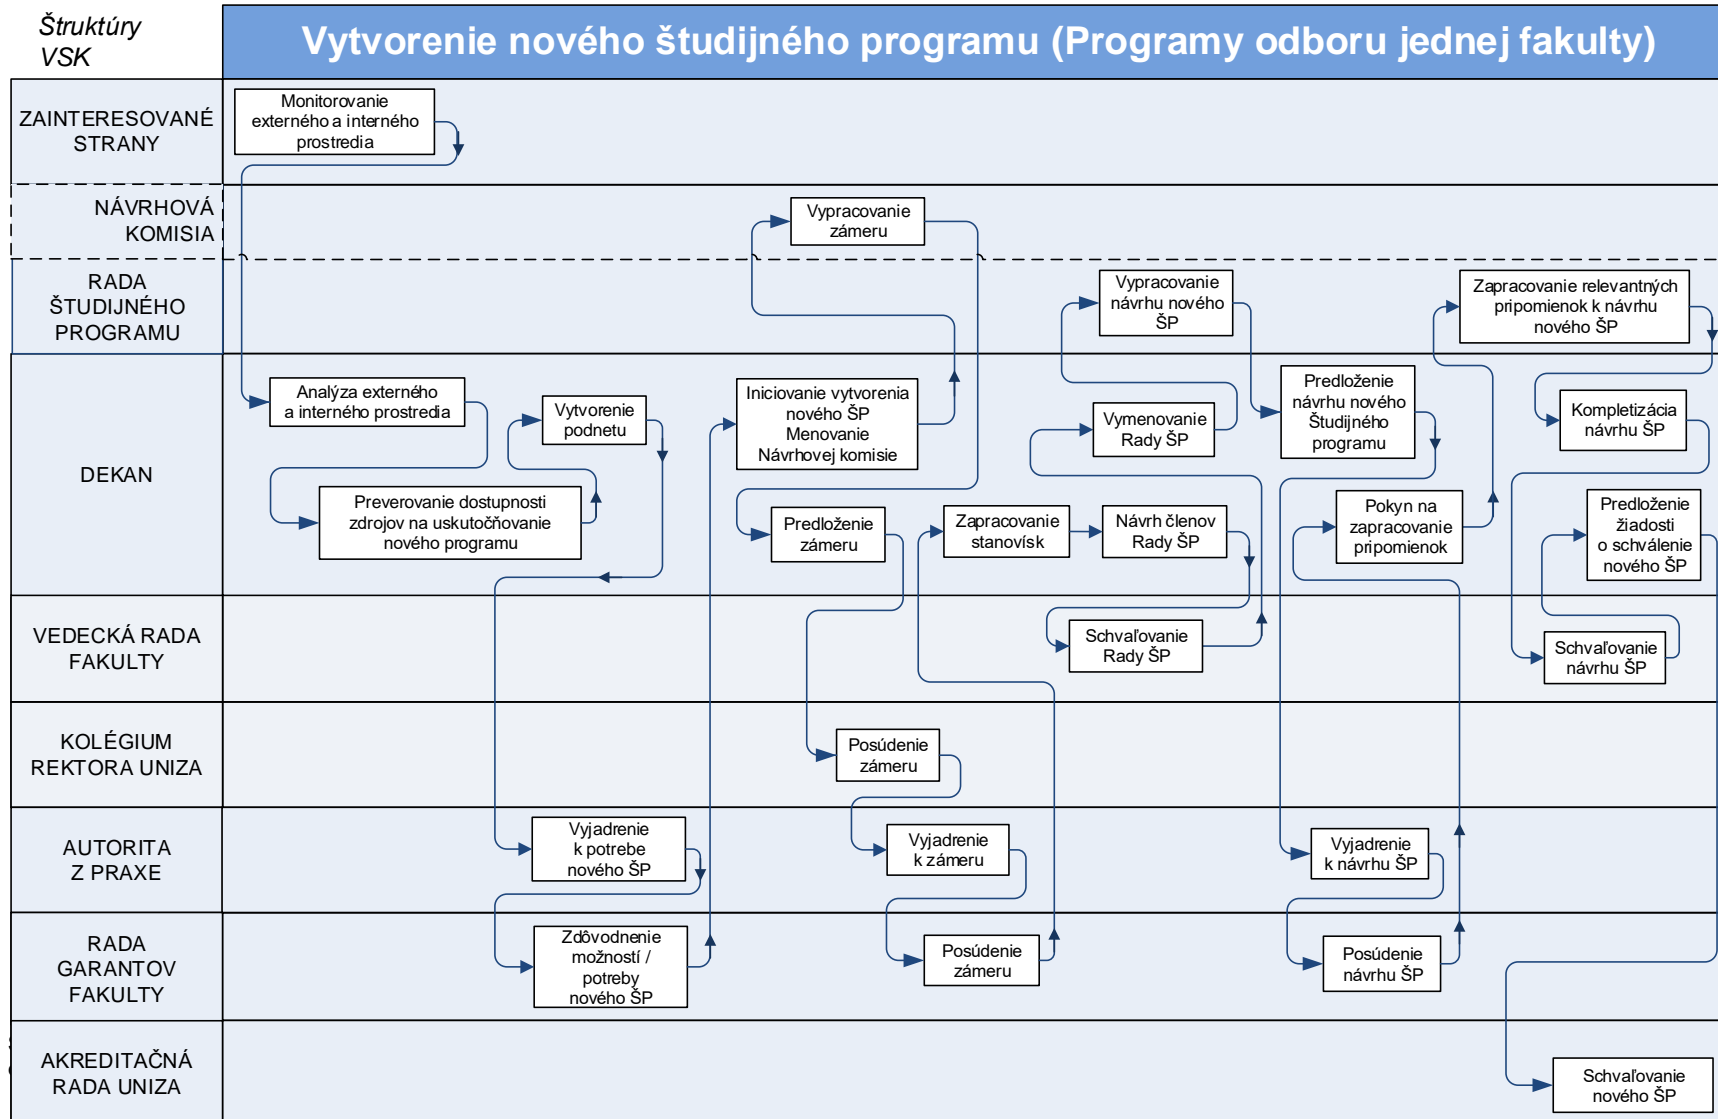 Štruktúry
VSK
Vytvorenie nového študijného programu (Programy odboru jednej fakulty)
ZAINTERESOVANÉ
STRANY
Monitorovanie
externého a interného
prostredia
NÁVRHOVÁ
KOMISIA
Vypracovanie
zámeru
RADA
ŠTUDIJNÉHO
PROGRAMU
Vypracovanie
návrhu nového
ŠP
Zapracovanie relevantných
pripomienok k návrhu
nového ŠP
DEKAN
Analýza externého
a interného prostredia
Vytvorenie
podnetu
Preverovanie dostupnosti
zdrojov na uskutočňovanie
nového programu
Iniciovanie vytvorenia
nového ŠP
Menovanie
Návrhovej komisie
Predloženie
zámeru
Zapracovanie
stanovísk
Návrh členov
Rady ŠP
Vymenovanie
Rady ŠP
Predloženie
návrhu nového
Študijného
programu
Pokyn na
zapracovanie
pripomienok
Kompletizácia
návrhu ŠP
Predloženie
žiadosti
o schválenie
nového ŠP
VEDECKÁ RADA
FAKULTY
Schvaľovanie
Rady ŠP
Schvaľovanie
návrhu ŠP
KOLÉGIUM
REKTORA UNIZA
Posúdenie
zámeru
AUTORITA
Z PRAXE
Vyjadrenie
k potrebe
nového ŠP
Vyjadrenie
k zámeru
Vyjadrenie
k návrhu ŠP
RADA
GARANTOV
FAKULTY
Zdôvodnenie
možností /
potreby
nového ŠP
Posúdenie
zámeru
Posúdenie
návrhu ŠP
AKREDITAČNÁ
RADA UNIZA
Schvaľovanie
nového ŠP